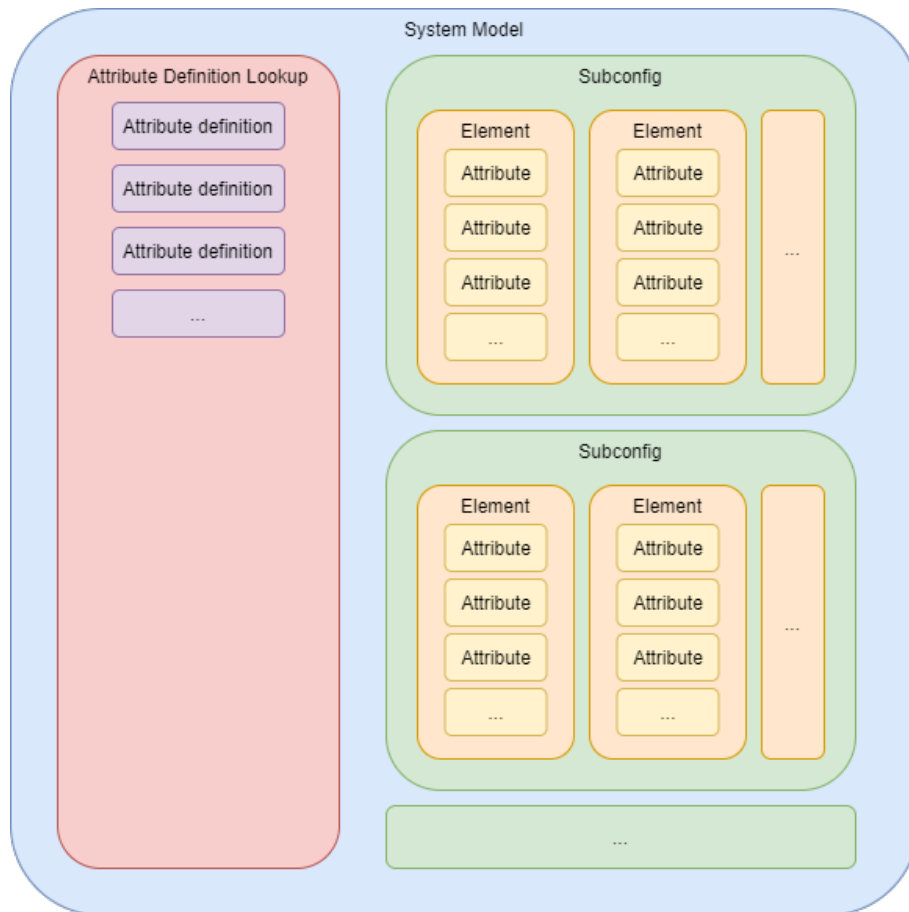 System Model
Attribute Definition Lookup
Attribute definition
Attribute definition
Attribute definition
...
Subconfig
Element
Attribute
Attribute
Attribute
...
Element
Attribute
Attribute
Attribute
...
...
Subconfig
Element
Attribute
Attribute
Attribute
...
Element
Attribute
Attribute
Attribute
...
...
...